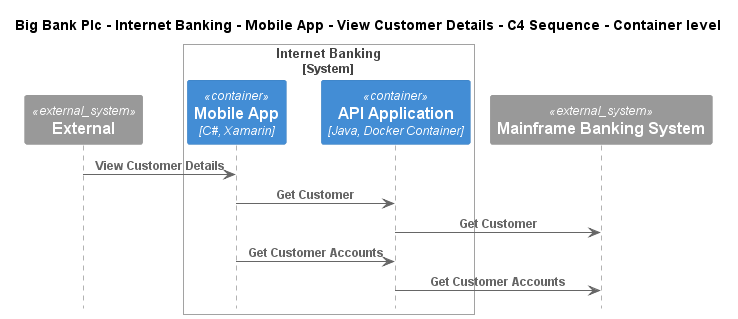 Big Bank Plc - Internet Banking - Mobile App - View Customer Details - C4 Sequence - Container level
Internet Banking
[System]
«external_system»
External
«container»
Mobile App
[C#, Xamarin]
«container»
API Application
[Java, Docker Container]
«external_system»
Mainframe Banking System
View Customer Details
Get Customer
Get Customer
Get Customer Accounts
Get Customer Accounts